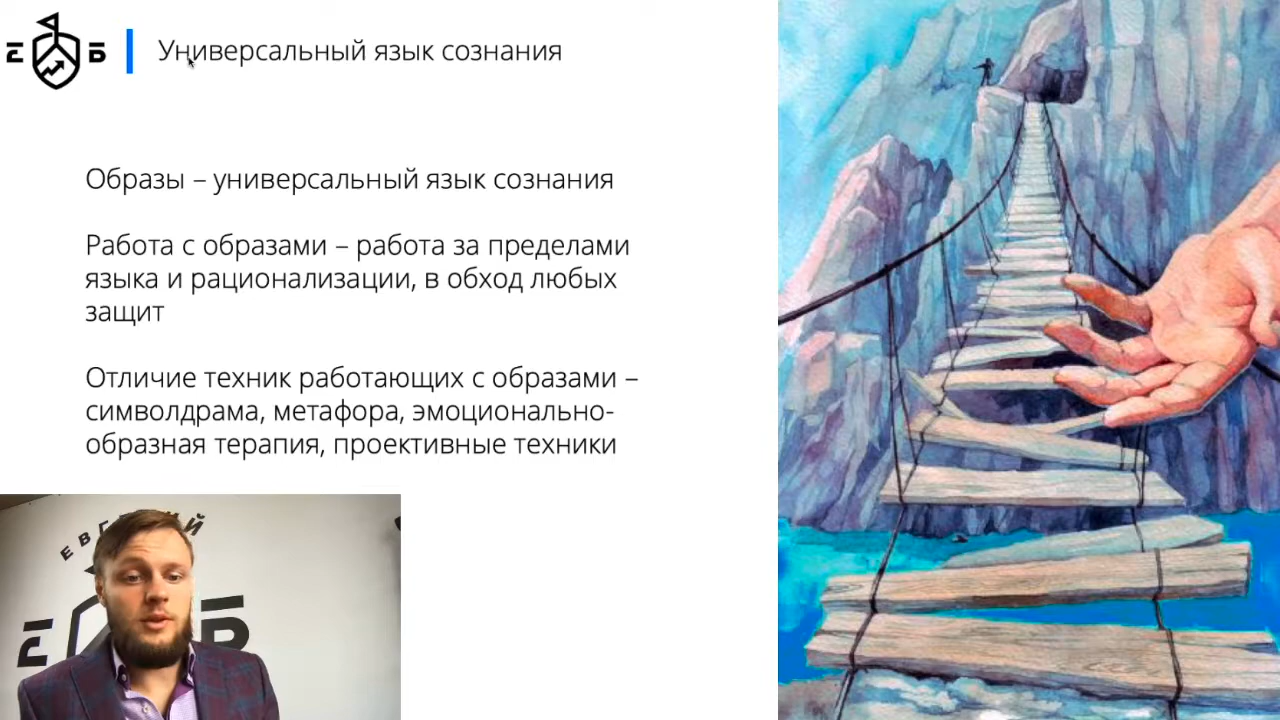 Е Б
Универсальный язык сознания
Образы – универсальный язык сознания
Работа с образами – работа за пределами
языка и рационализации, в обход любых
защит
Отличие техник работающих с образами –
символдрама, метафора, эмоционально-
образная терапия, проективные техники
Е Б